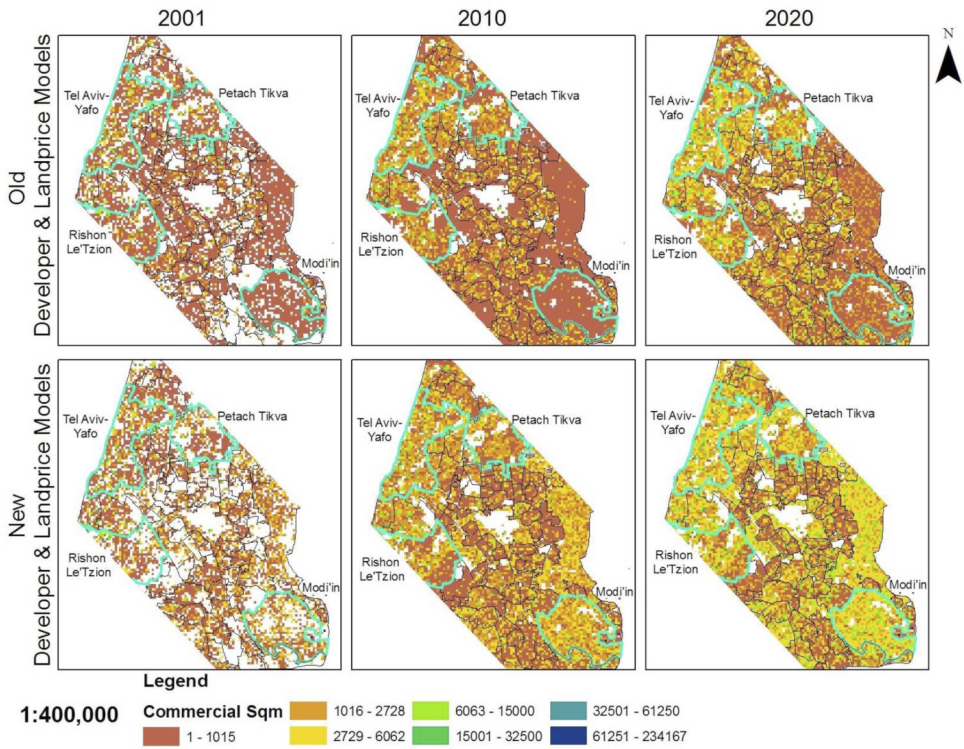 2001
2010
2020
N
Old
Developer & Landprice Models
Tel Aviv-
Yafo
Petach Tikva
Rishon
Le'Tzion
Modi'in
Tel Aviv-
Yafo
Petach Tikva
Rishon
Le'Tzion
Modi'in
Tel Aviv-
Yafo
Petach Tikva
Rishon
Le'Tzion
Modi'in
New
Developer & Landprice Models
Tel Aviv-
Yafo
Petach Tikva
Rishon
Le'Tzion
Modi'in
Tel Aviv-
Yafo
Petach Tikva
Rishon
Le'Tzion
Modi'in
Tel Aviv-
Yafo
Petach Tikva
Rishon
Le'Tzion
Modi'in
Legend
1:400,000
Commercial Sqm
1 - 1015
1016 - 2728
2729 - 6062
6063 - 15000
15001 - 32500
32501 - 61250
61251 - 234167